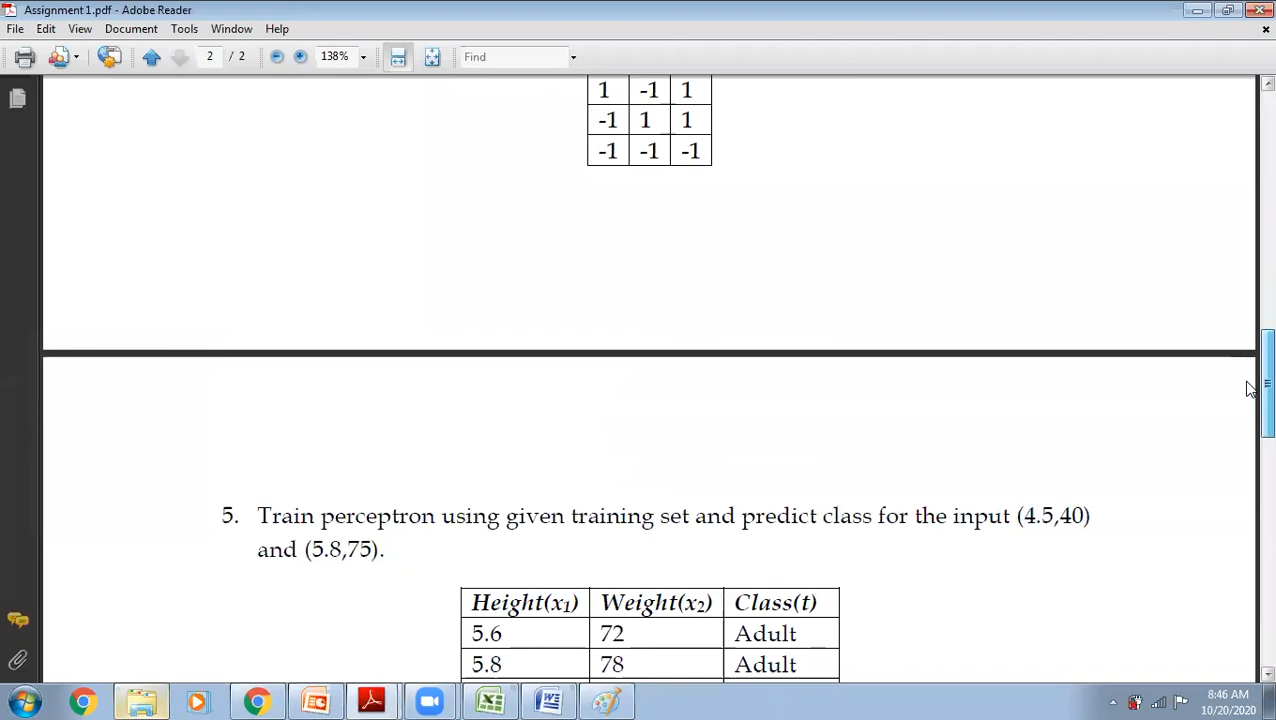 Assignment 1.pdf - Adobe Reader
File Edit View Document Tools Window Help
2 / 2 138% Find
1 -1 1
-1 1 1
-1 -1 -1
5. Train perceptron using given training set and predict class for the input (4.5,40)
and (5.8,75).
Height(x1) Weight(x2) Class(t)
5.6 72 Adult
5.8 78 Adult
8:46 AM
10/20/2020